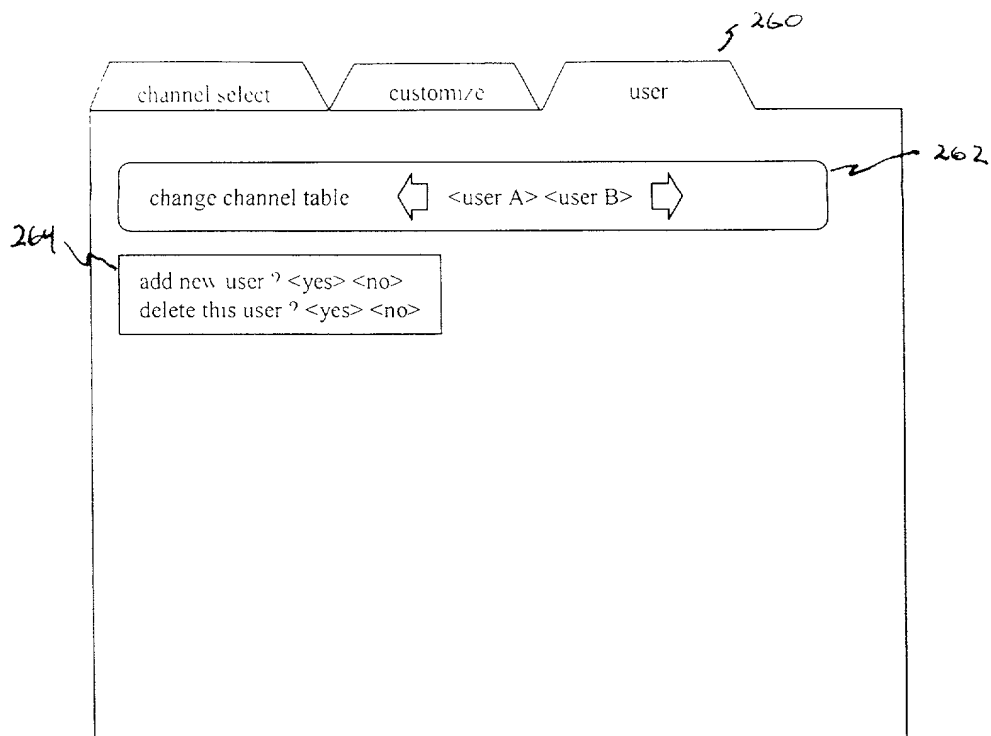 260
channel select customize user
262
change channel table <user A> <user B>
264
add new user ? <yes> <no>
delete this user ? <yes> <no>